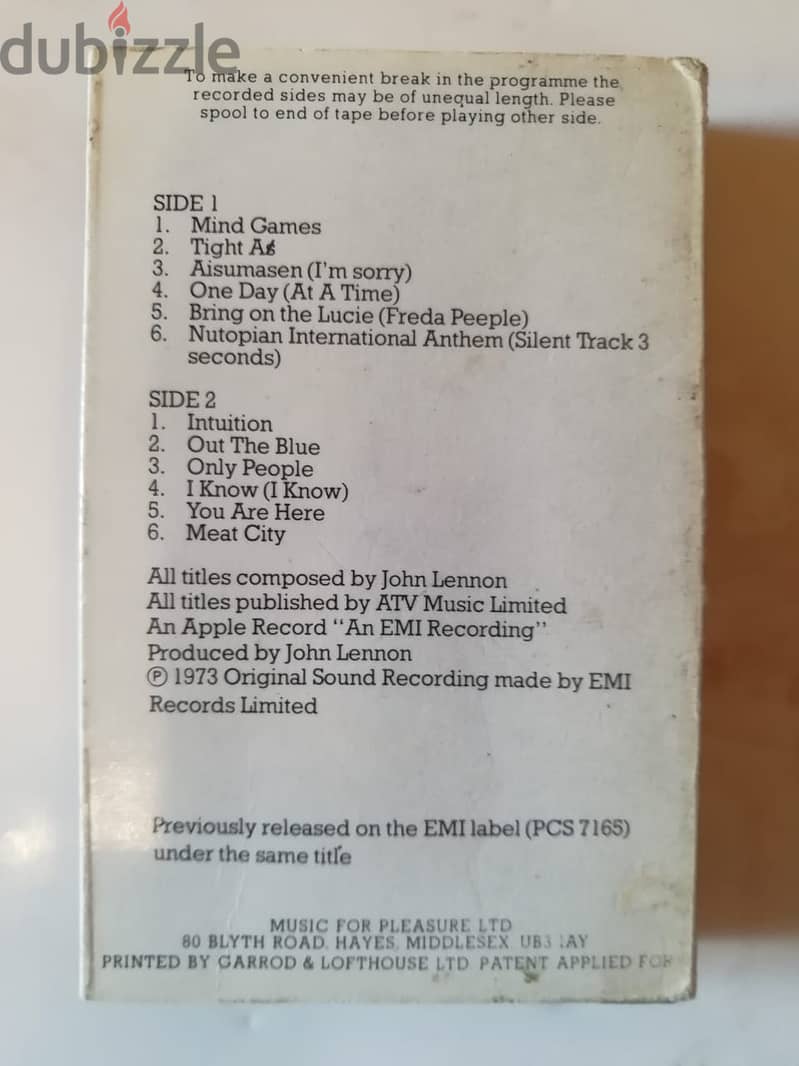 dubizzle
To make a convenient break in the programme the
recorded sides may be of unequal length. Please
spool to end of tape before playing other side.
SIDE 1
1. Mind Games
2. Tight A$
3. Aisumasen (I'm sorry)
4. One Day (At A Time)
5. Bring on the Lucie (Freda Peeple)
6. Nutopian International Anthem (Silent Track 3
seconds)
SIDE 2
1. Intuition
2. Out The Blue
3. Only People
4. I Know (I Know)
5. You Are Here
6. Meat City
All titles composed by John Lennon
All titles published by ATV Music Limited
An Apple Record "An EMI Recording"
Produced by John Lennon
Ⓟ 1973 Original Sound Recording made by EMI
Records Limited
Previously released on the EMI label (PCS 7165)
under the same title
MUSIC FOR PLEASURE LTD
80 BLYTH ROAD, HAYES, MIDDLESEX UB3
PRINTED BY GARROD & LOFTHOUSE LTD PATENT APPLIED FOR